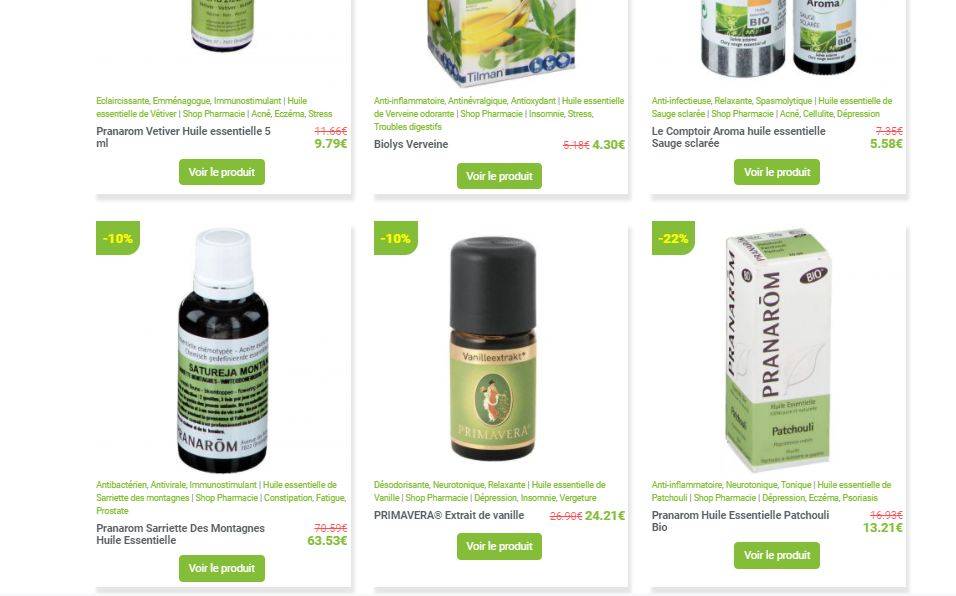 Tilman
Aroma
SAUGE
SCLARÉE
BIO
Eclaircissante, Emménagogue, Immunostimulant | Huile
essentielle de Vétiver | Shop Pharmacie | Acné, Eczéma, Stress
Pranarom Vetiver Huile essentielle 5
ml
11.66€
9.79€
Voir le produit
Anti-inflammatoire, Antinévralgique, Antioxydant | Huile essentielle
de Verveine odorante | Shop Pharmacie | Insomnie, Stress,
Troubles digestifs
Biolys Verveine
5.18€ 4.30€
Voir le produit
Anti-infectieuse, Relaxante, Spasmolytique | Huile essentielle de
Sauge sclarée | Shop Pharmacie | Acné, Cellulite, Dépression
Le Comptoir Aroma huile essentielle
Sauge sclarée
7.35€
5.58€
Voir le produit
-10%
SATUREJA MONTAN
PRANARŌM
Antibactérien, Antivirale, Immunostimulant | Huile essentielle de
Sarriette des montagnes | Shop Pharmacie | Constipation, Fatigue,
Prostate
Pranarom Sarriette Des Montagnes
Huile Essentielle
70.59€
63.53€
Voir le produit
-10%
Vanilleextrakt*
PRIMAVERA®
Désodorisante, Neurotonique, Relaxante | Huile essentielle de
Vanille | Shop Pharmacie | Dépression, Insomnie, Vergeture
PRIMAVERA® Extrait de vanille
26.90€ 24.21€
Voir le produit
-22%
BIO
PRANARŌM
PRANARŌM
Huile Essentielle
Patchouli
Anti-inflammatoire, Neurotonique, Tonique | Huile essentielle de
Patchouli | Shop Pharmacie | Dépression, Eczéma, Psoriasis
Pranarom Huile Essentielle Patchouli
Bio
16.93€
13.21€
Voir le produit